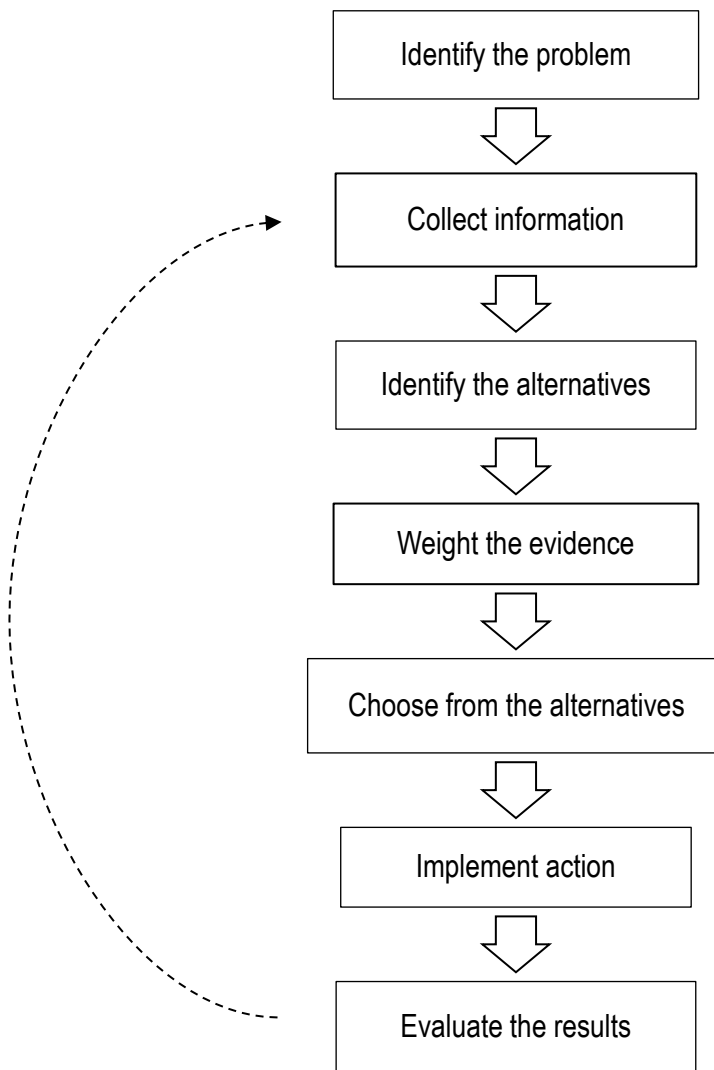 Identify the problem
Collect information
Identify the alternatives
Weight the evidence
Choose from the alternatives
Implement action
Evaluate the results